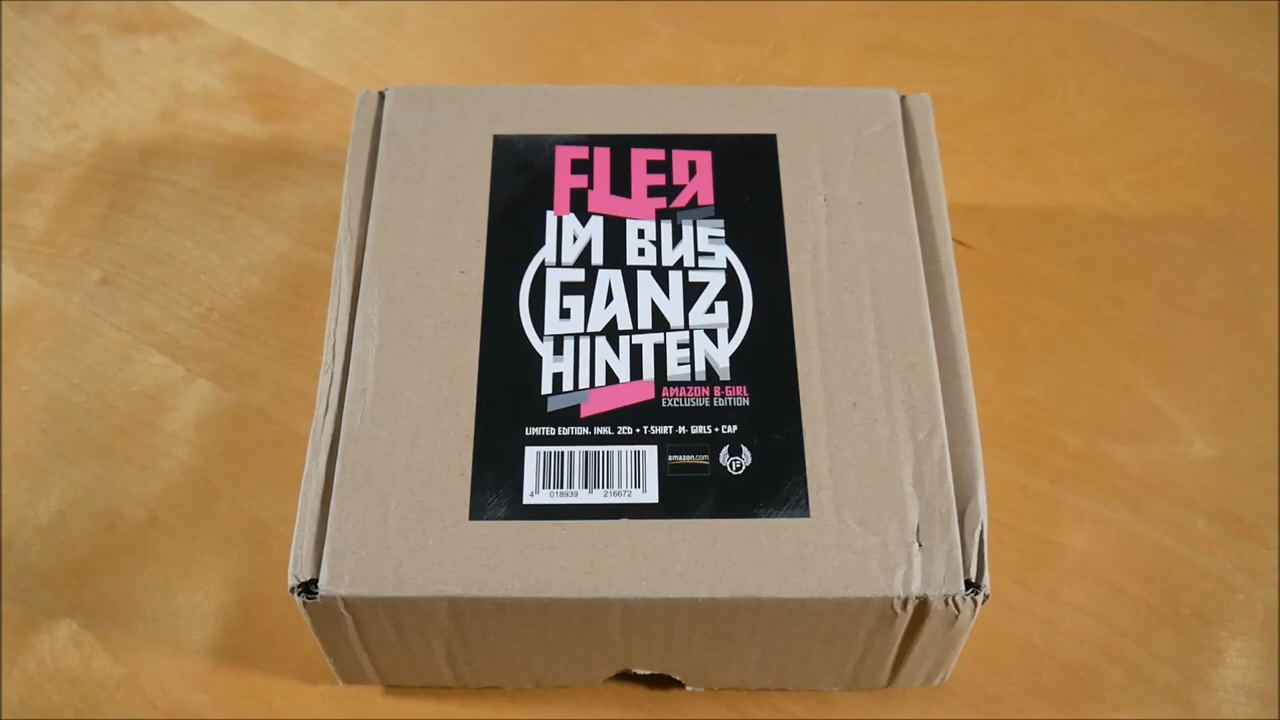 FLER
IM BUS
GANZ
HINTEN
AMAZON B-GIRL
EXCLUSIVE EDITION
LIMITED EDITION, INKL. 2CD + T-SHIRT -M- GIRLS + CAP
amazon.com
F
4 018939 216672